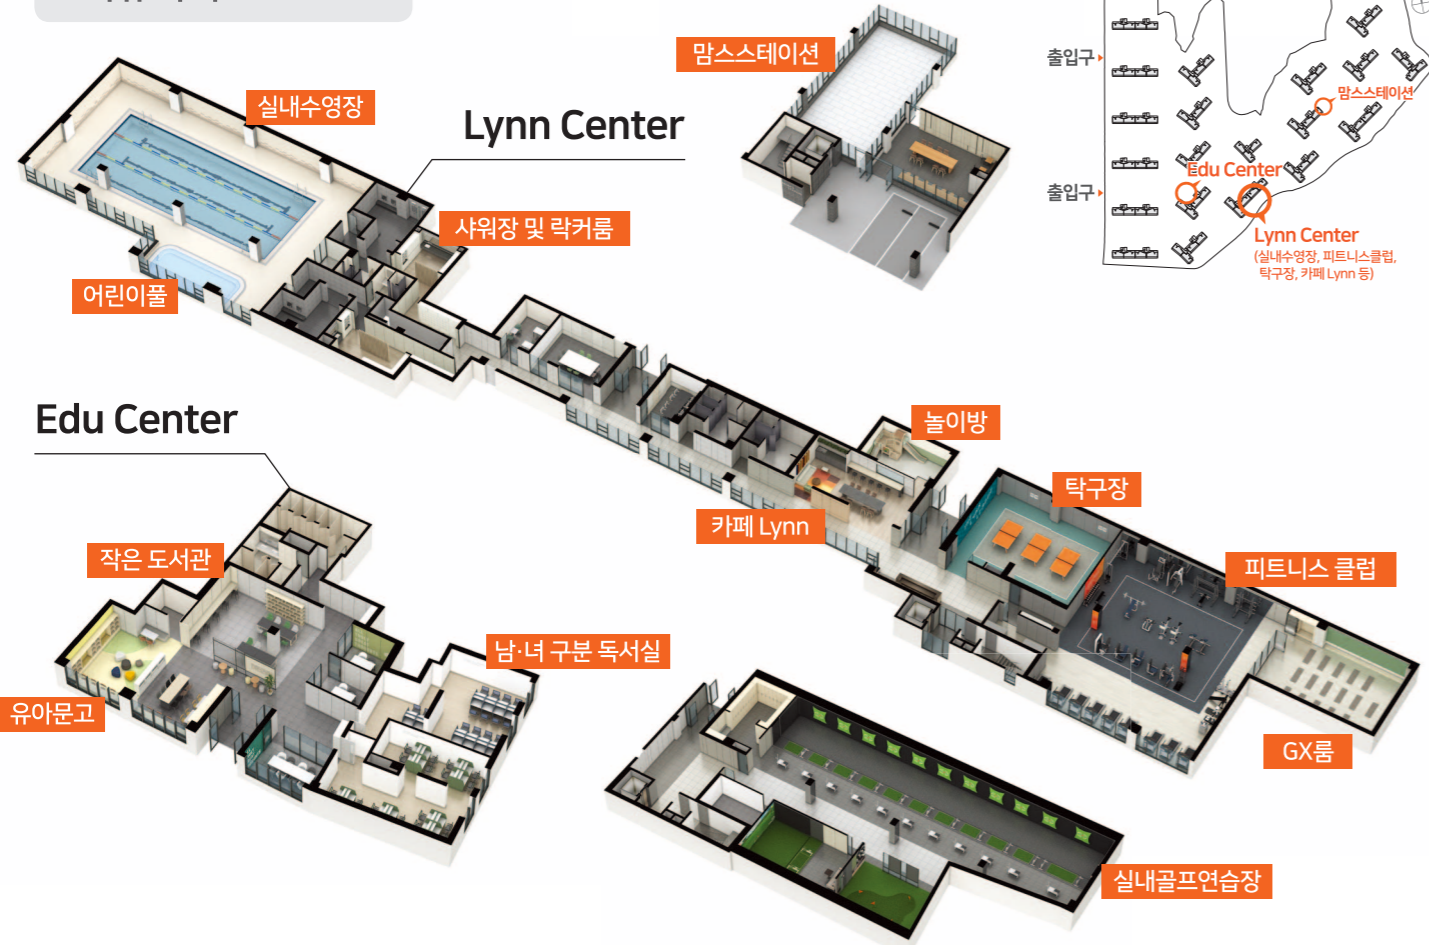 맘스스테이션
출입구
맘스스테이션
실내수영장
Lynn Center
Edu Center
출입구
샤워장 및 락커룸
Lynn Center
(실내수영장, 피트니스클럽,
탁구장, 카페 Lynn 등)
어린이풀
Edu Center
놀이방
탁구장
카페 Lynn
작은 도서관
피트니스 클럽
남·녀 구분 독서실
유아문고
GX룸
실내골프연습장